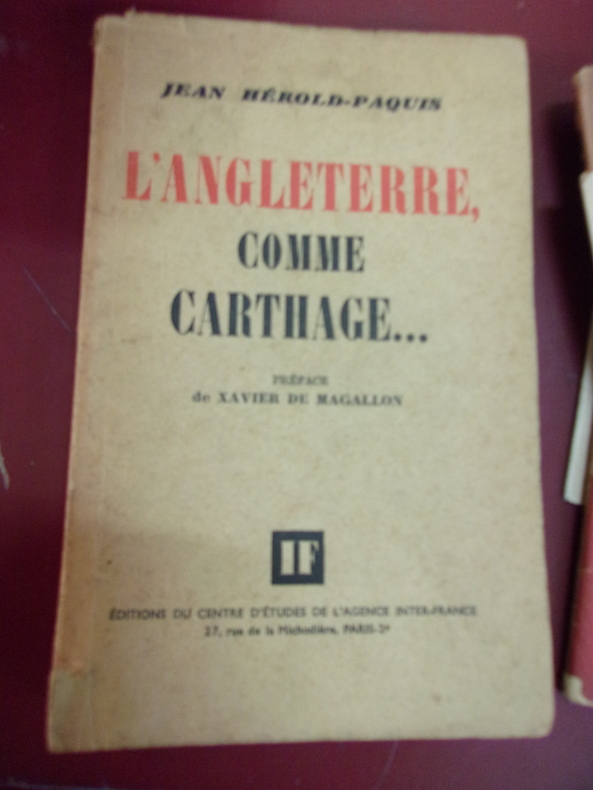 JEAN HÉROLD-PAQUIS
L'ANGLETERRE,
COMME
CARTHAGE...
PRÉFACE
de XAVIER DE MAGALLON
IF
ÉDITIONS DU CENTRE D'ÉTUDES DE L'AGENCE INTER-FRANCE
27, rue de la Michodière, PARIS-2e